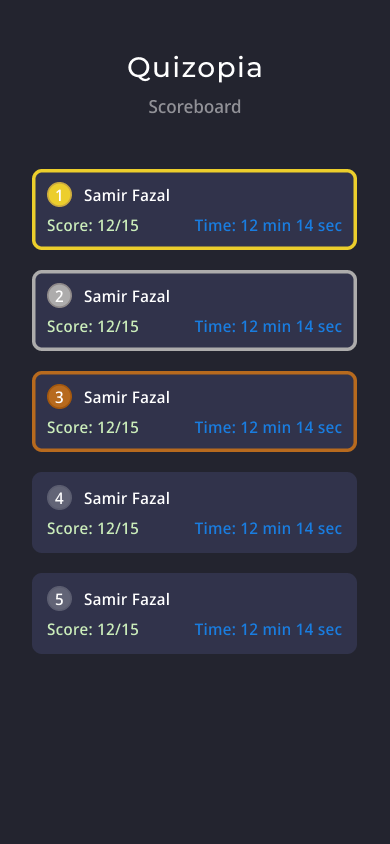 Quizopia
Scoreboard
1 Samir Fazal
Score: 12/15 Time: 12 min 14 sec
2 Samir Fazal
Score: 12/15 Time: 12 min 14 sec
3 Samir Fazal
Score: 12/15 Time: 12 min 14 sec
4 Samir Fazal
Score: 12/15 Time: 12 min 14 sec
5 Samir Fazal
Score: 12/15 Time: 12 min 14 sec